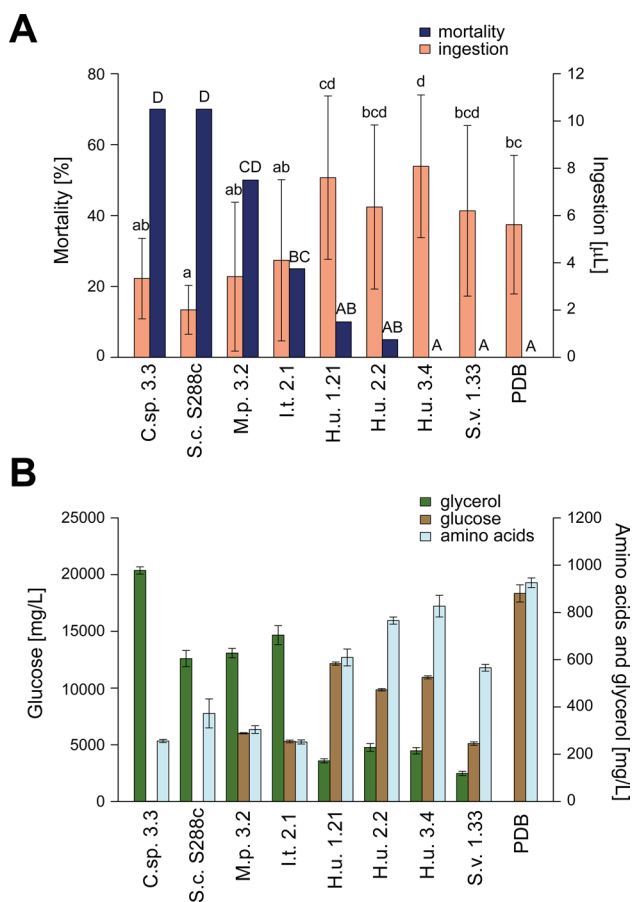 A
mortality
ingestion
80
60
40
20
0
Mortality [%]
12
10
8
6
4
2
0
Ingestion [µL]
ab
D
a
D
ab
CD
ab
BC
cd
AB
bcd
AB
d
A
bcd
A
bc
A
C.sp. 3.3
S.c. S288c
M.p. 3.2
I.t. 2.1
H.u. 1.21
H.u. 2.2
H.u. 3.4
S.v. 1.33
PDB
B
glycerol
glucose
amino acids
25000
20000
15000
10000
5000
0
Glucose [mg/L]
1200
1000
800
600
400
200
0
Amino acids and glycerol
[mg/L]
C.sp. 3.3
S.c. S288c
M.p. 3.2
I.t. 2.1
H.u. 1.21
H.u. 2.2
H.u. 3.4
S.v. 1.33
PDB